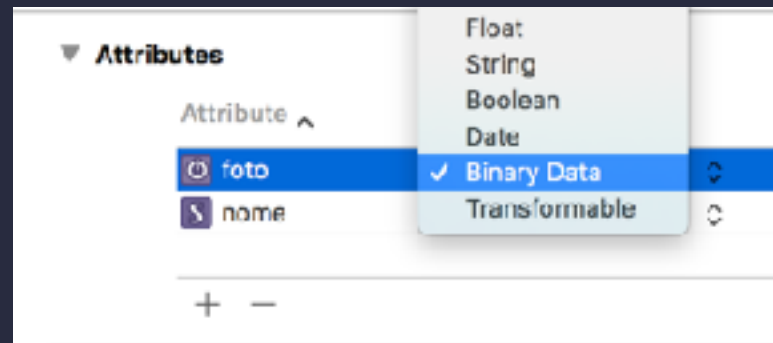 Attributes
Attribute
foto
nome
Float
String
Boolean
Date
Binary Data
Transformable